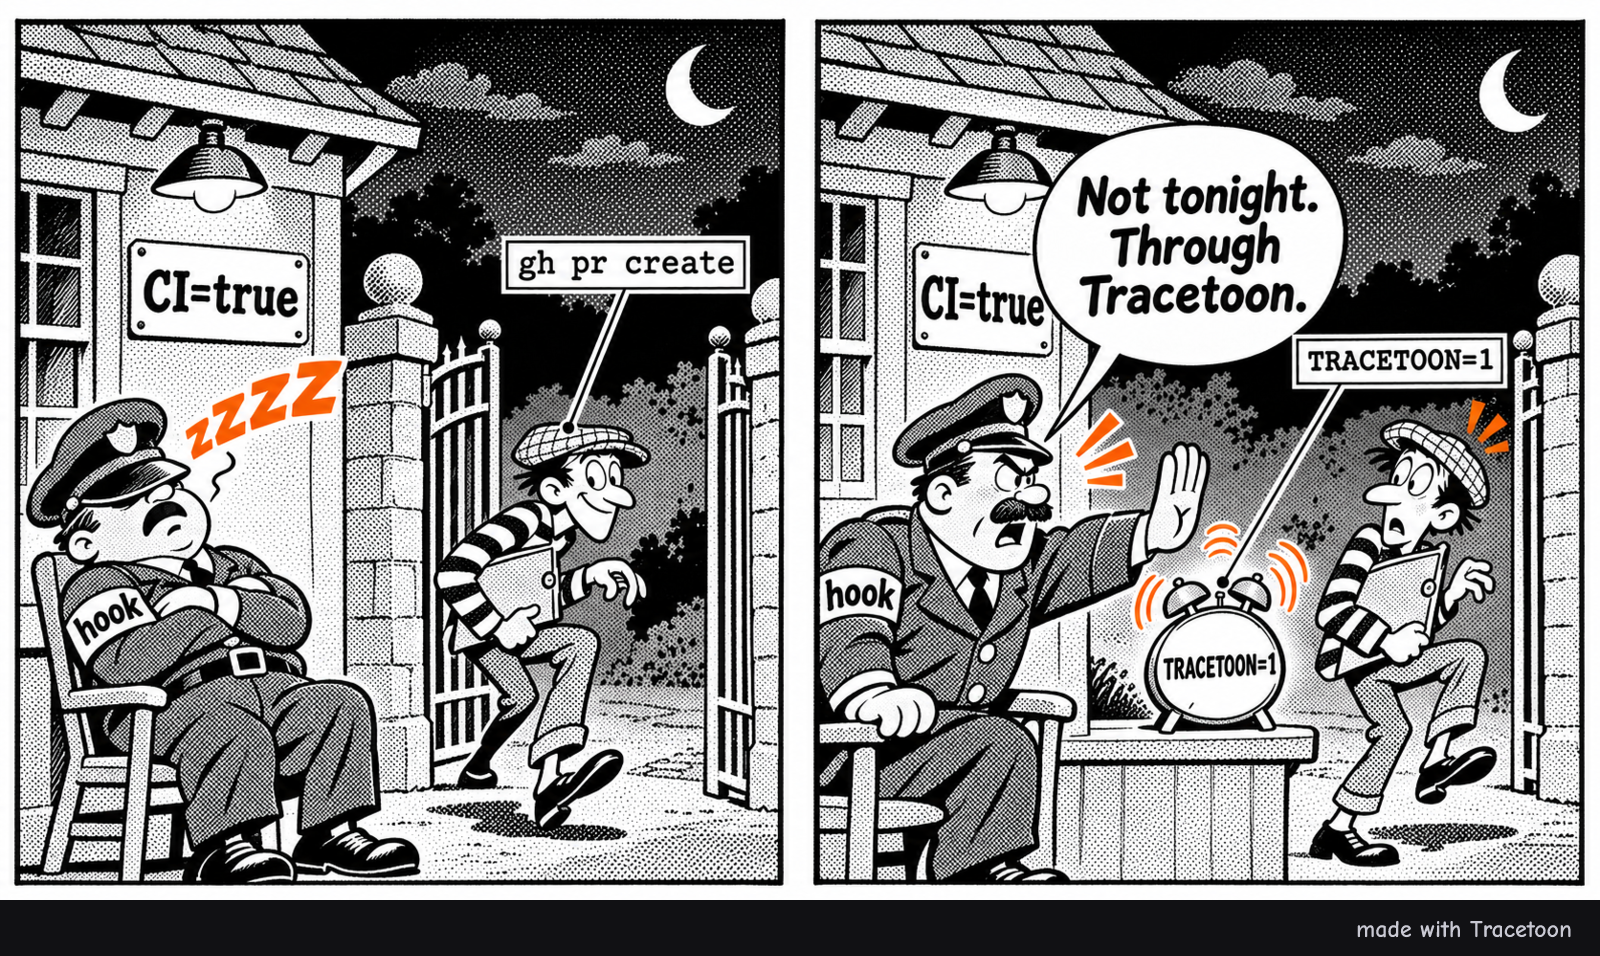 CI=true
gh pr create
zzzzz
hook
Not tonight.
Through
Tracetoon.
CI=true
TRACETOON=1
hook
TRACETOON=1
made with Tracetoon